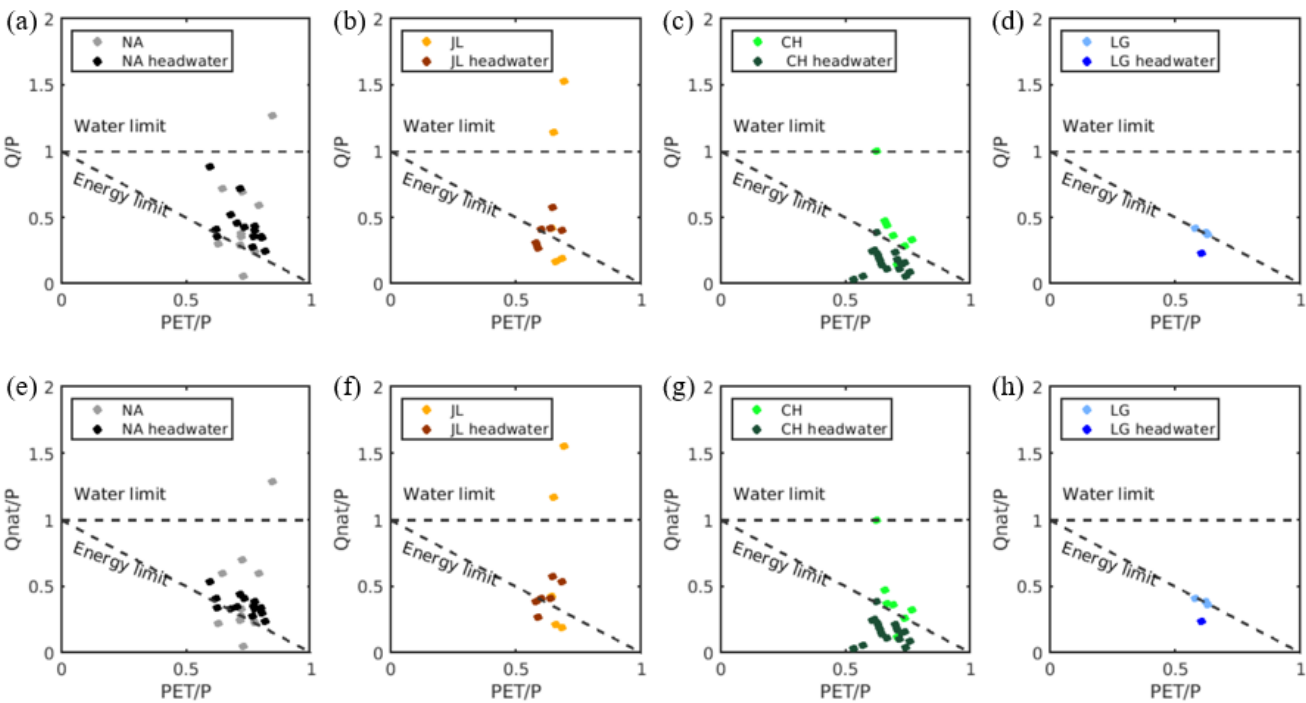 (a)
2
1.5
1
0.5
0
Q/P
NA
NA headwater
Water limit
Energy limit
0
0.5
1
PET/P
(b)
2
1.5
1
0.5
0
Q/P
JL
JL headwater
Water limit
Energy limit
0
0.5
1
PET/P
(c)
2
1.5
1
0.5
0
Q/P
CH
CH headwater
Water limit
Energy limit
0
0.5
1
PET/P
(d)
2
1.5
1
0.5
0
Q/P
LG
LG headwater
Water limit
Energy limit
0
0.5
1
PET/P
(e)
2
1.5
1
0.5
0
Qnat/P
NA
NA headwater
Water limit
Energy limit
0
0.5
1
PET/P
(f)
2
1.5
1
0.5
0
Qnat/P
JL
JL headwater
Water limit
Energy limit
0
0.5
1
PET/P
(g)
2
1.5
1
0.5
0
Qnat/P
CH
CH headwater
Water limit
Energy limit
0
0.5
1
PET/P
(h)
2
1.5
1
0.5
0
Qnat/P
LG
LG headwater
Water limit
Energy limit
0
0.5
1
PET/P